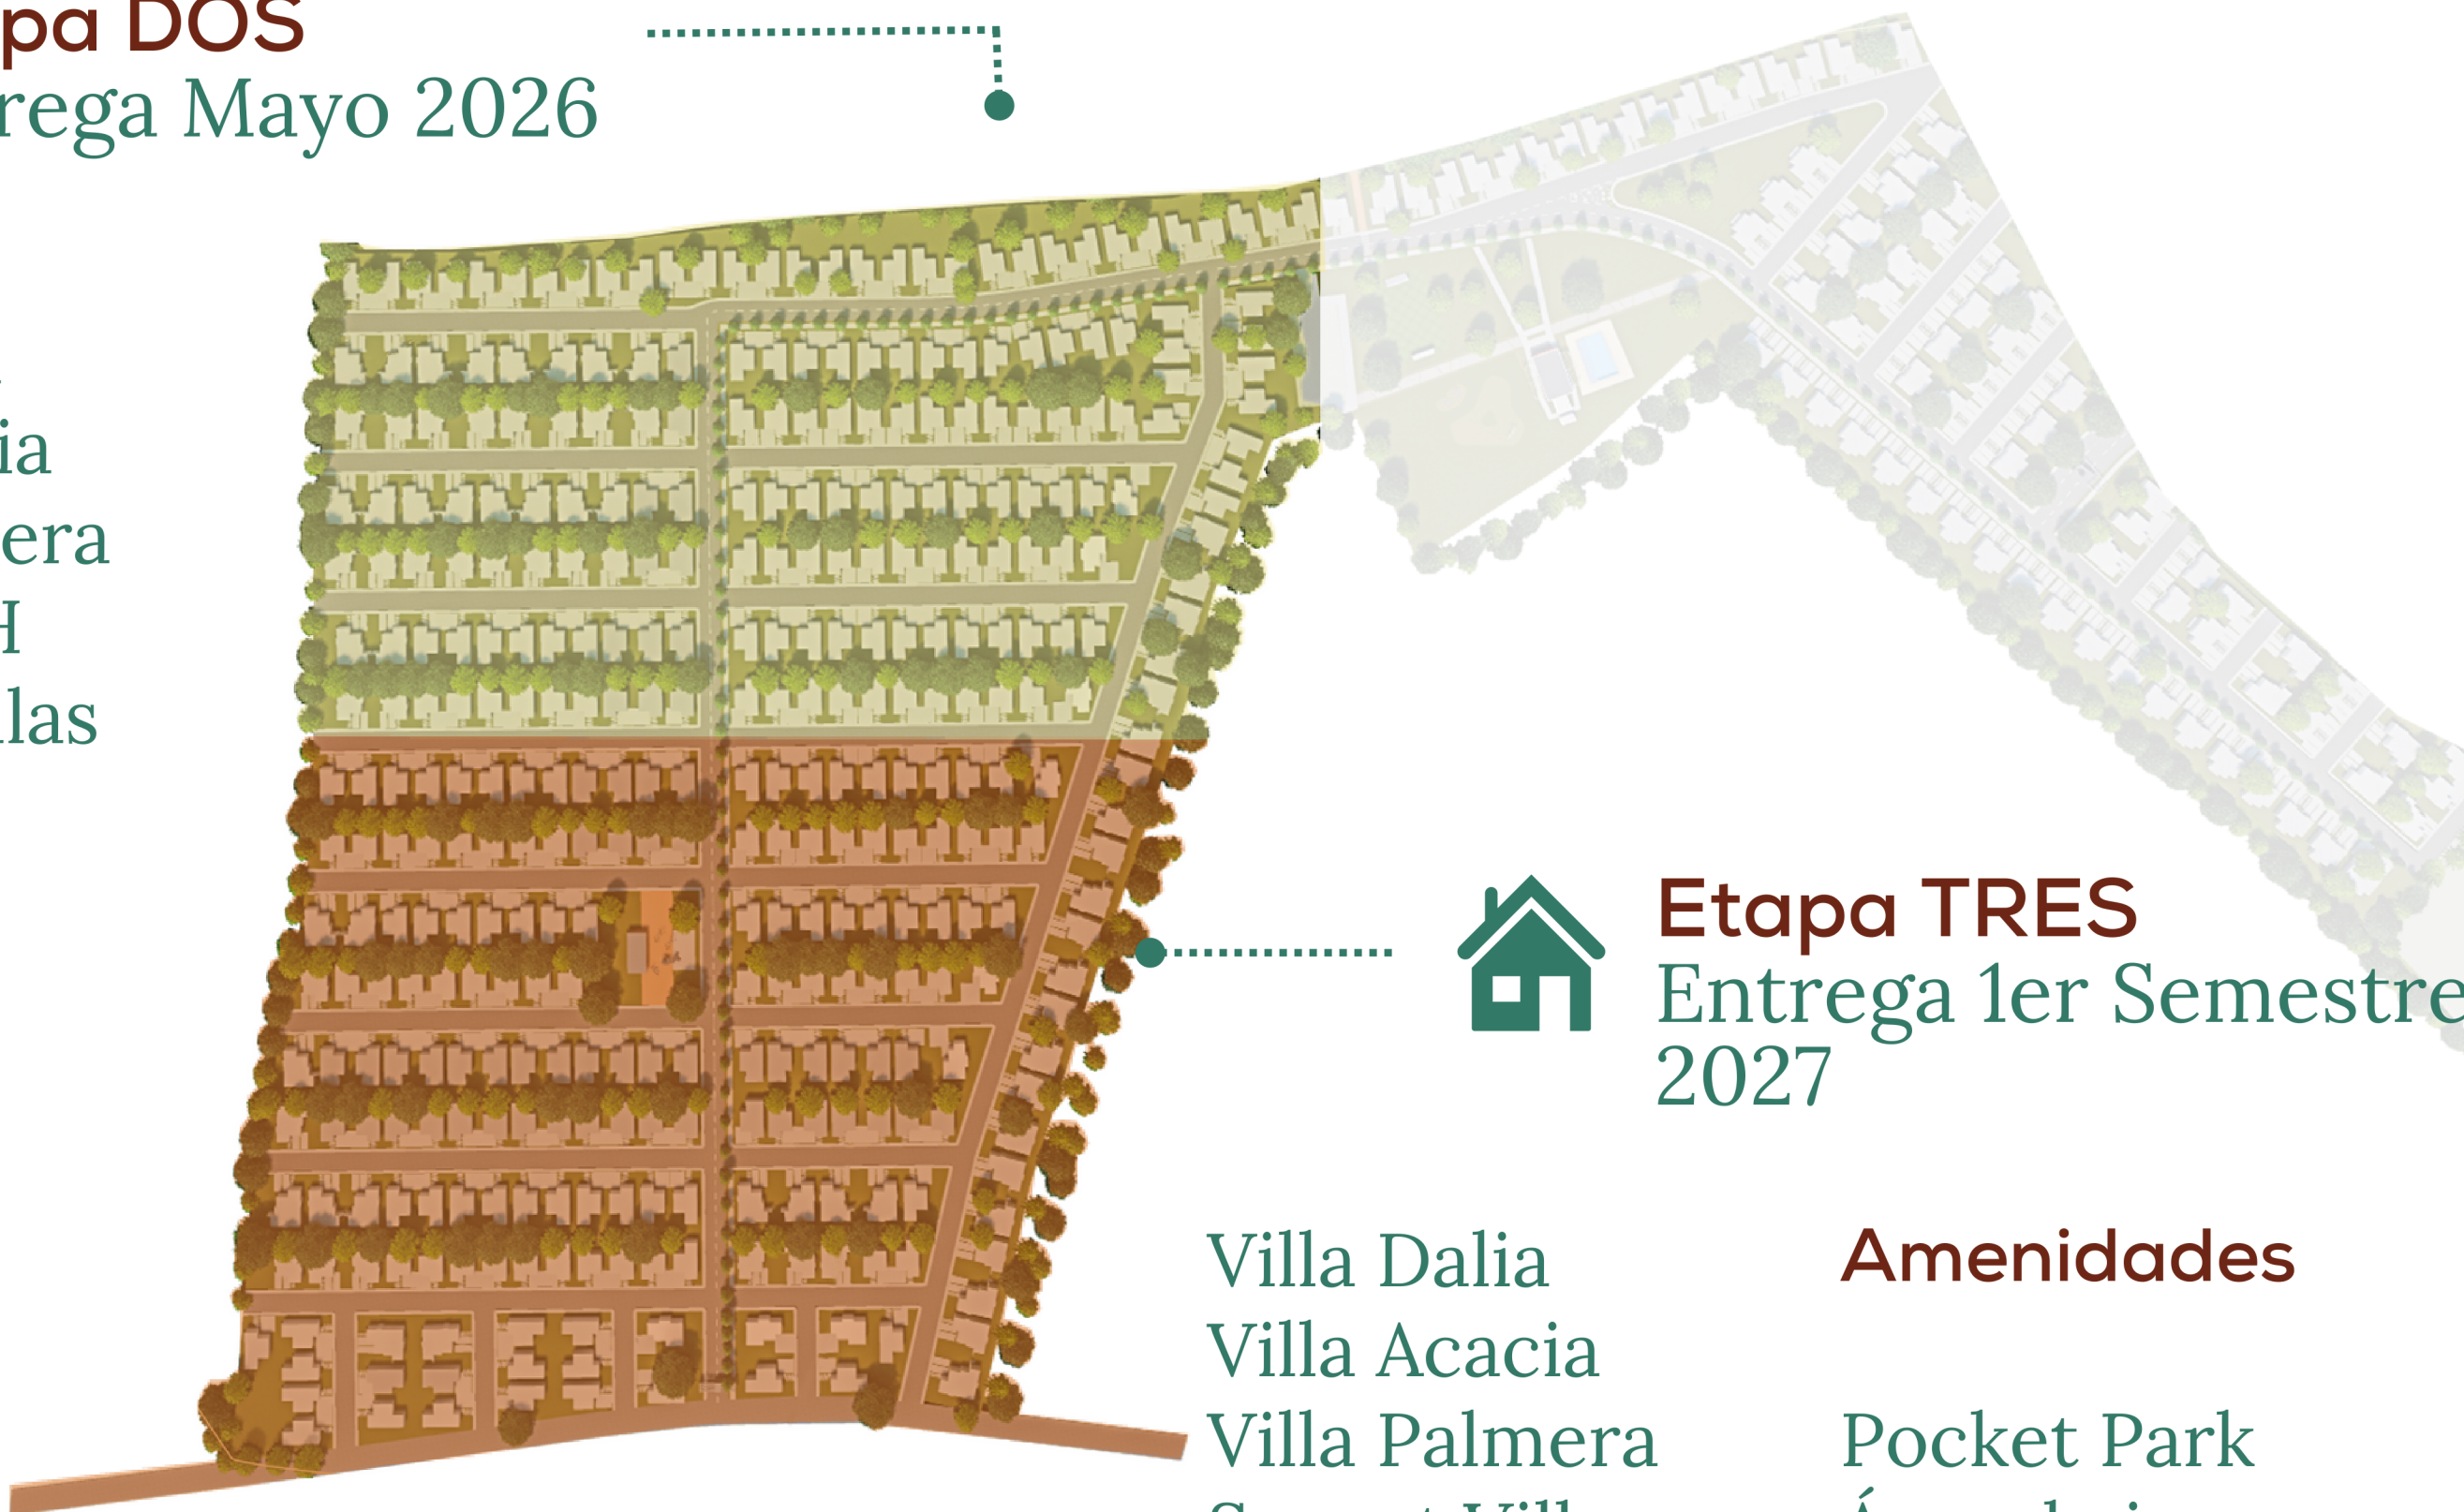 pa DOS
rega Mayo 2026
ia
era
H
llas
Etapa TRES
Entrega 1er Semestre
2027
Villa Dalia
Villa Acacia
Villa Palmera
Amenidades
Pocket Park